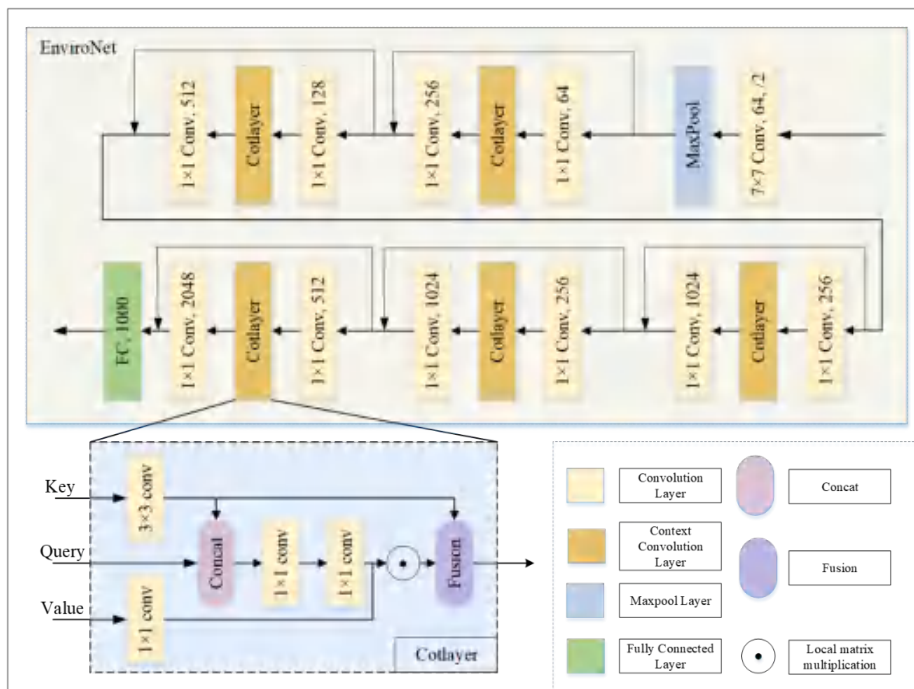 EnviroNet
1×1 Conv, 512
Cotlayer
1×1 Conv, 128
1×1 Conv, 256
Cotlayer
1×1 Conv, 64
MaxPool
7×7 Conv, 64, /2
FC, 1000
1×1 Conv, 2048
Cotlayer
1×1 Conv, 512
1×1 Conv, 1024
Cotlayer
1×1 Conv, 256
1×1 Conv, 1024
Cotlayer
1×1 Conv, 256
Key
3×3 conv
Query
Concat
1×1 conv
1×1 conv
Fusion
Value
1×1 conv
Cotlayer
Convolution
Layer
Concat
Context
Convolution
Layer
Fusion
Maxpool Layer
Fully Connected
Layer
Local matrix
multiplication